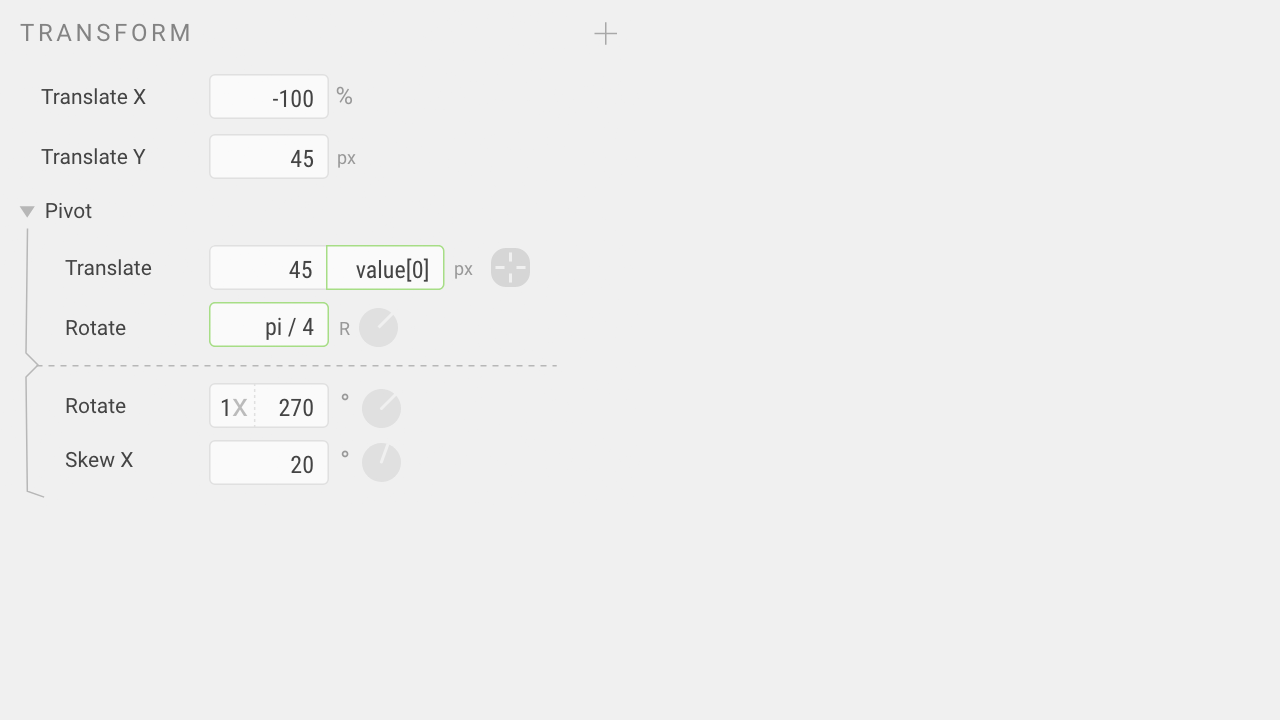 TRANSFORM
Translate X -100 %
Translate Y 45 px
Pivot
Translate 45 value[0] px
Rotate pi / 4 R
Rotate 1X 270 °
Skew X 20 °